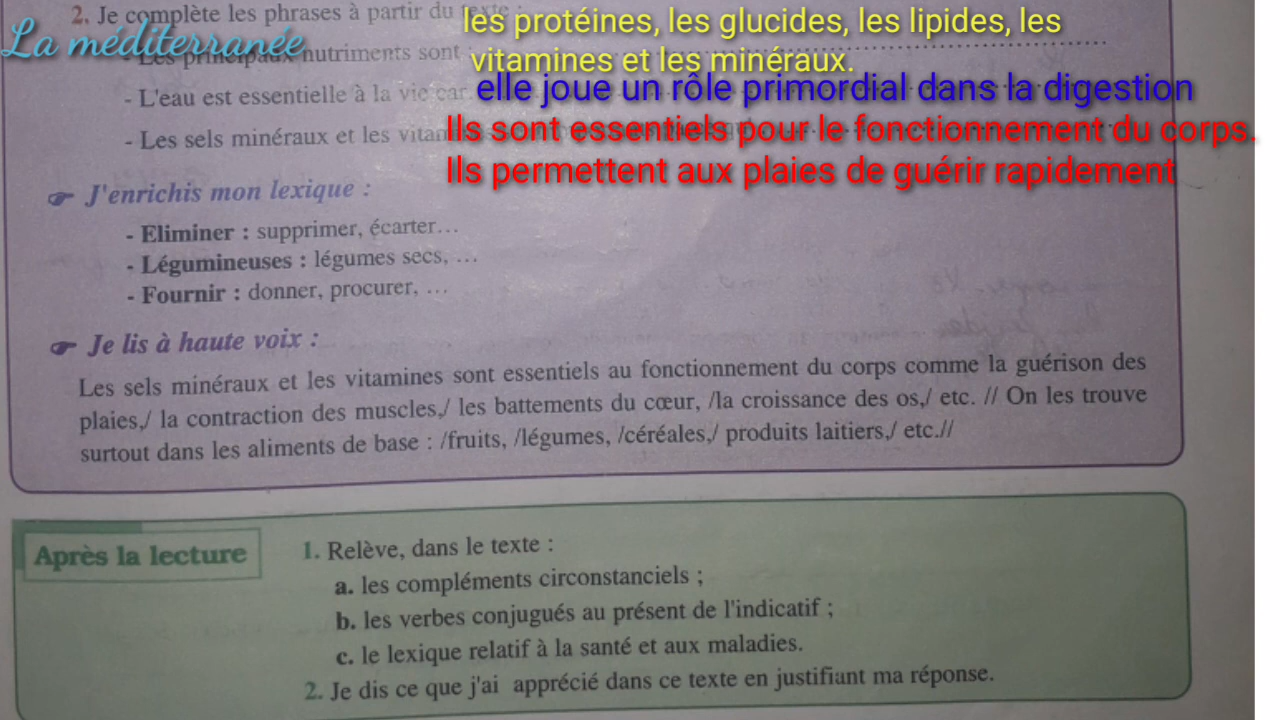 2. Je complète les phrases à partir du texte :
les protéines, les glucides, les lipides, les
La méditerranée
- Les principaux nutriments sont
vitamines et les minéraux.
- L'eau est essentielle à la vie car
elle joue un rôle primordial dans la digestion
- Les sels minéraux et les
Ils sont essentiels pour le fonctionnement du corps.
Ils permettent aux plaies de guérir rapidement
J'enrichis mon lexique :
- Eliminer : supprimer, écarter…
- Légumineuses : légumes secs, …
- Fournir : donner, procurer, …
Je lis à haute voix :
Les sels minéraux et les vitamines sont essentiels au fonctionnement du corps comme la guérison des
plaies,/ la contraction des muscles,/ les battements du cœur, /la croissance des os,/ etc. // On les trouve
surtout dans les aliments de base : /fruits, /légumes, /céréales,/ produits laitiers,/ etc.//
Après la lecture
1. Relève, dans le texte :
a. les compléments circonstanciels ;
b. les verbes conjugués au présent de l'indicatif ;
c. le lexique relatif à la santé et aux maladies.
2. Je dis ce que j'ai apprécié dans ce texte en justifiant ma réponse.